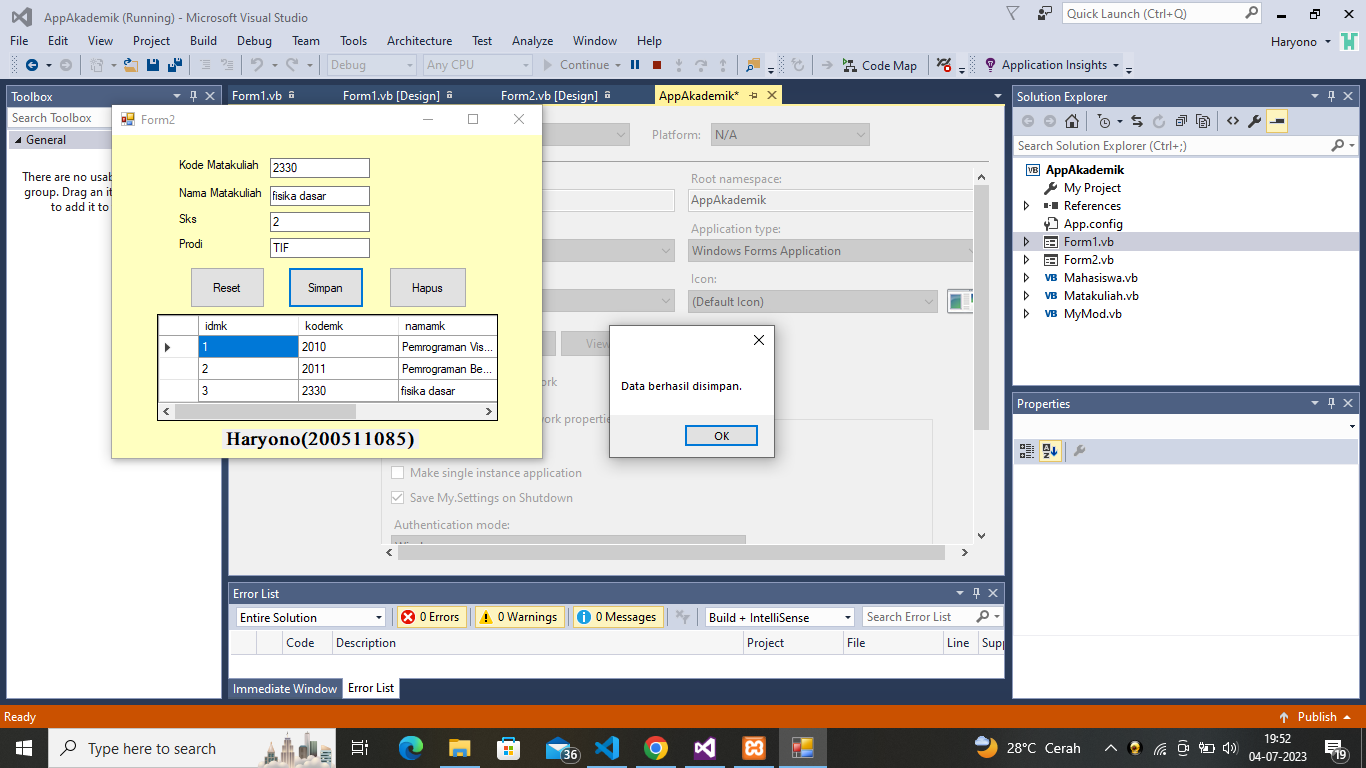 AppAkademik (Running) - Microsoft Visual Studio
Quick Launch (Ctrl+Q)
File Edit View Project Build Debug Team Tools Architecture Test Analyze Window Help
Haryono
Debug Any CPU Continue Code Map Application Insights
Toolbox
Search Toolbox
General
There are no usab
group. Drag an it
to add it to
Form1.vb Form1.vb [Design] Form2.vb [Design] AppAkademik*
Form2
Kode Matakuliah 2330
Nama Matakuliah fisika dasar
Sks 2
Prodi TIF
Reset Simpan Hapus
idmk kodemk namamk
1 2010 Pemrograman Vis...
2 2011 Pemrograman Be...
3 2330 fisika dasar
Haryono(200511085)
Platform: N/A
Root namespace:
AppAkademik
Application type:
Windows Forms Application
Icon:
(Default Icon)
View
ork
work propertie
Make single instance application
Save My.Settings on Shutdown
Authentication mode:
Data berhasil disimpan.
OK
Error List
Entire Solution 0 Errors 0 Warnings 0 Messages Build + IntelliSense Search Error List
Code Description Project File Line Supp
Immediate Window Error List
Solution Explorer
Search Solution Explorer (Ctrl+;)
VB AppAkademik
My Project
References
App.config
Form1.vb
Form2.vb
VB Mahasiswa.vb
VB Matakuliah.vb
VB MyMod.vb
Properties
Ready
Publish
Type here to search
36
28°C Cerah
19:52
04-07-2023
19